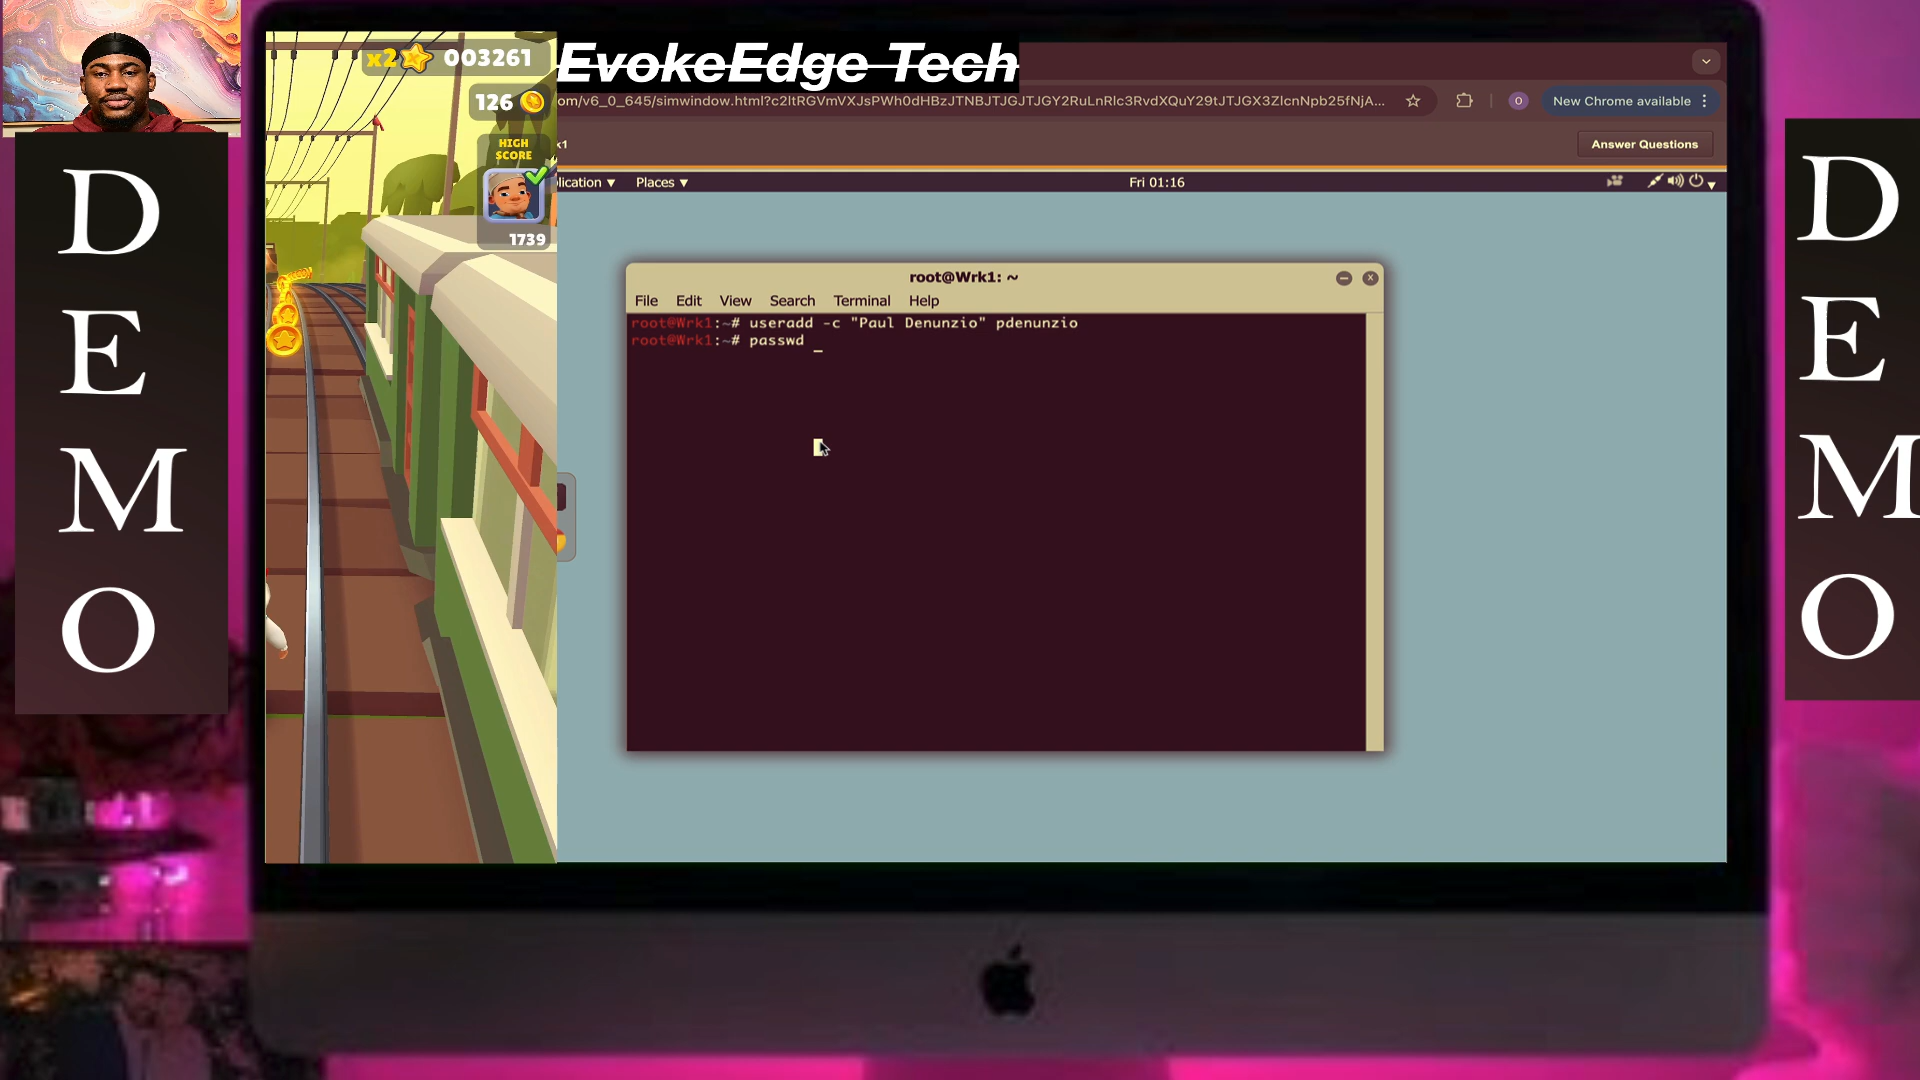 EvokeEdge Tech
x2 003261
126
HIGH
SCORE
1739
D
E
M
O
om/v6_0_645/simwindow.html?c2ltRGVmVXJsPWh0dHBzJTNBJTJGJTJGY2RuLnRlc3RvdXQuY29tJTJGX3ZlcnNpb25fNjA...
O
New Chrome available
k1
Answer Questions
lication ▼ Places ▼
Fri 01:16
root@Wrk1: ~
File Edit View Search Terminal Help
root@Wrk1:~# useradd -c "Paul Denunzio" pdenunzio
root@Wrk1:~# passwd _
D
E
M
O